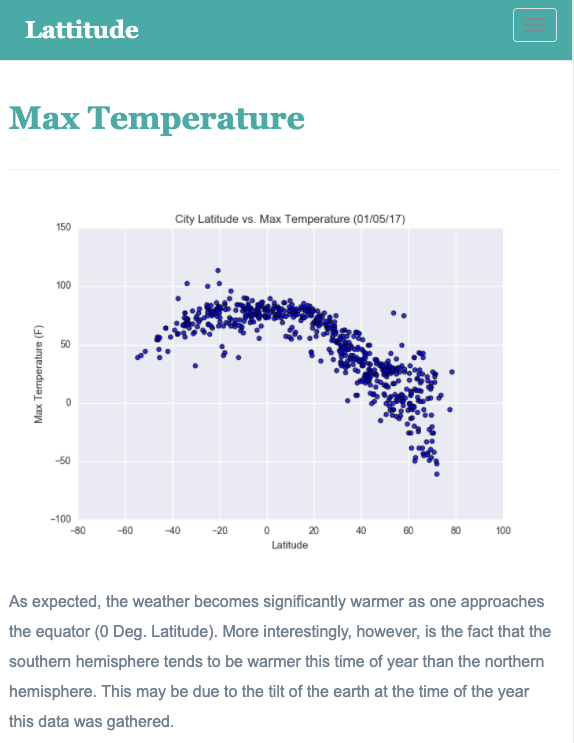 Lattitude
Max Temperature
City Latitude vs. Max Temperature (01/05/17)
150
100
50
0
−50
−100
Max Temperature (F)
−80 −60 −40 −20 0 20 40 60 80 100
Latitude
As expected, the weather becomes significantly warmer as one approaches
the equator (0 Deg. Latitude). More interestingly, however, is the fact that the
southern hemisphere tends to be warmer this time of year than the northern
hemisphere. This may be due to the tilt of the earth at the time of the year
this data was gathered.